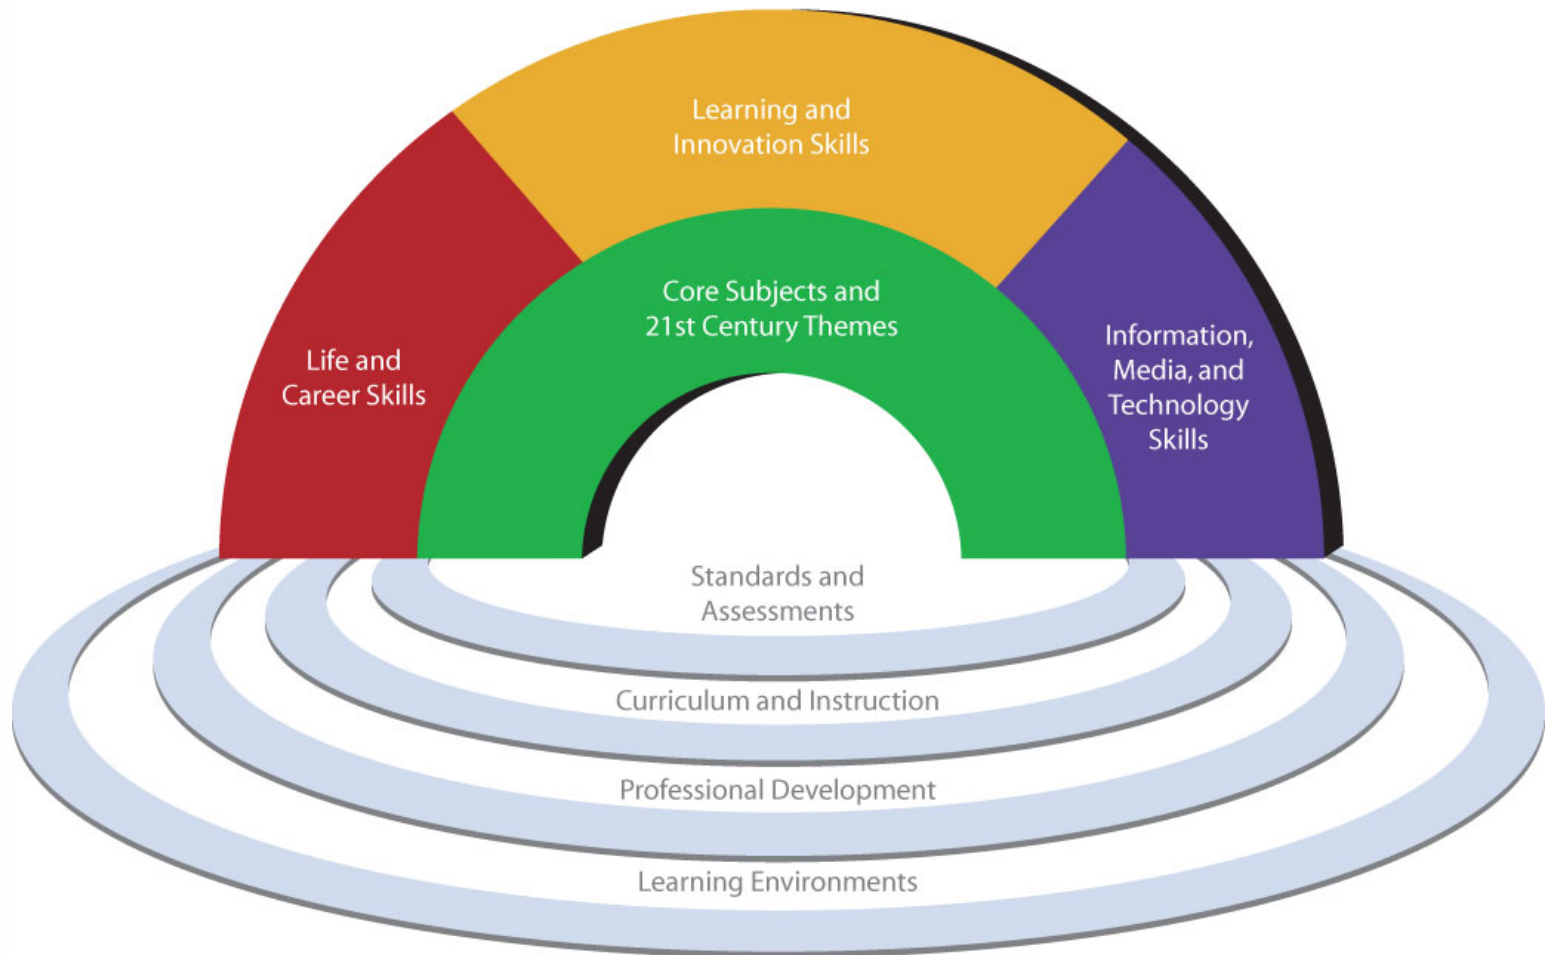 Learning and
Innovation Skills
Core Subjects and
21st Century Themes
Life and
Career Skills
Information,
Media, and
Technology
Skills
Standards and
Assessments
Curriculum and Instruction
Professional Development
Learning Environments